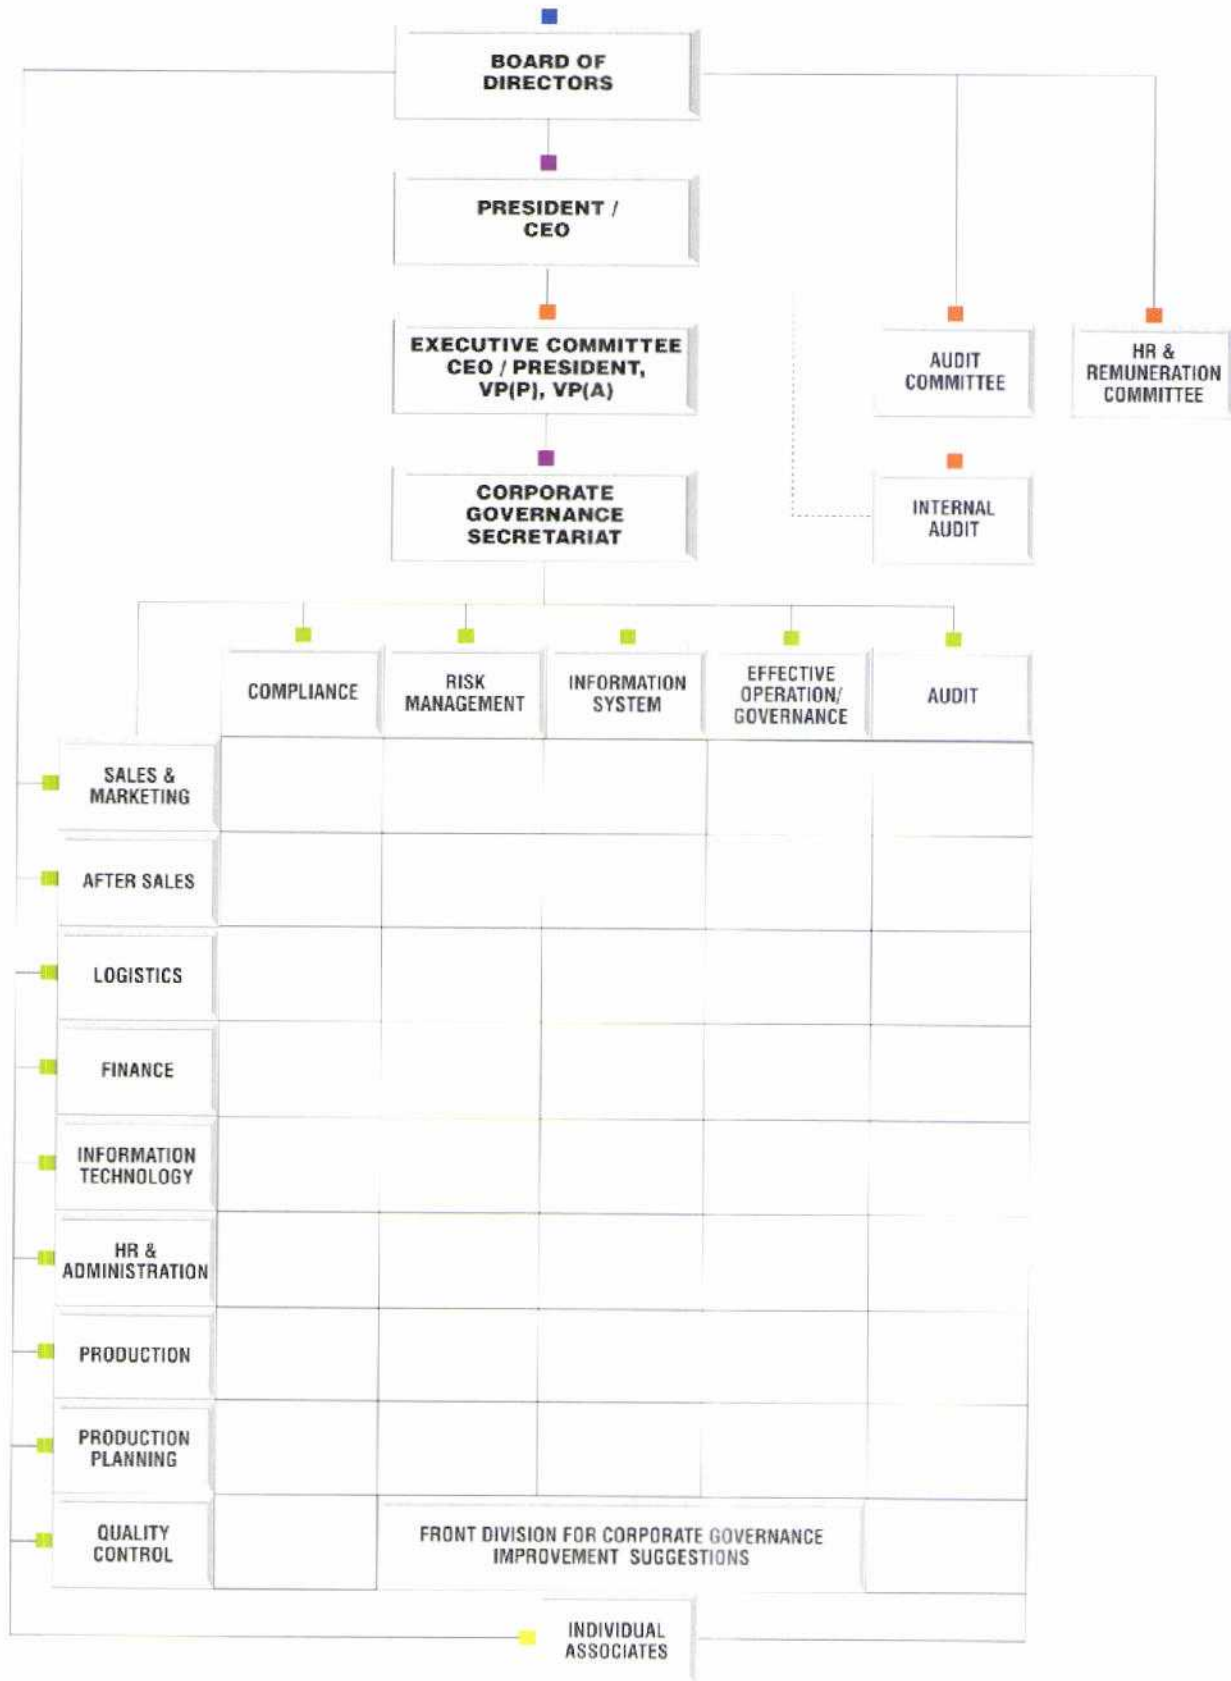 BOARD OF
DIRECTORS
PRESIDENT /
CEO
EXECUTIVE COMMITTEE
CEO / PRESIDENT,
VP(P), VP(A)
AUDIT
COMMITTEE
HR &
REMUNERATION
COMMITTEE
CORPORATE
GOVERNANCE
SECRETARIAT
INTERNAL
AUDIT
COMPLIANCE
RISK
MANAGEMENT
INFORMATION
SYSTEM
EFFECTIVE
OPERATION/
GOVERNANCE
AUDIT
SALES &
MARKETING
AFTER SALES
LOGISTICS
FINANCE
INFORMATION
TECHNOLOGY
HR &
ADMINISTRATION
PRODUCTION
PRODUCTION
PLANNING
QUALITY
CONTROL
FRONT DIVISION FOR CORPORATE GOVERNANCE
IMPROVEMENT SUGGESTIONS
INDIVIDUAL
ASSOCIATES